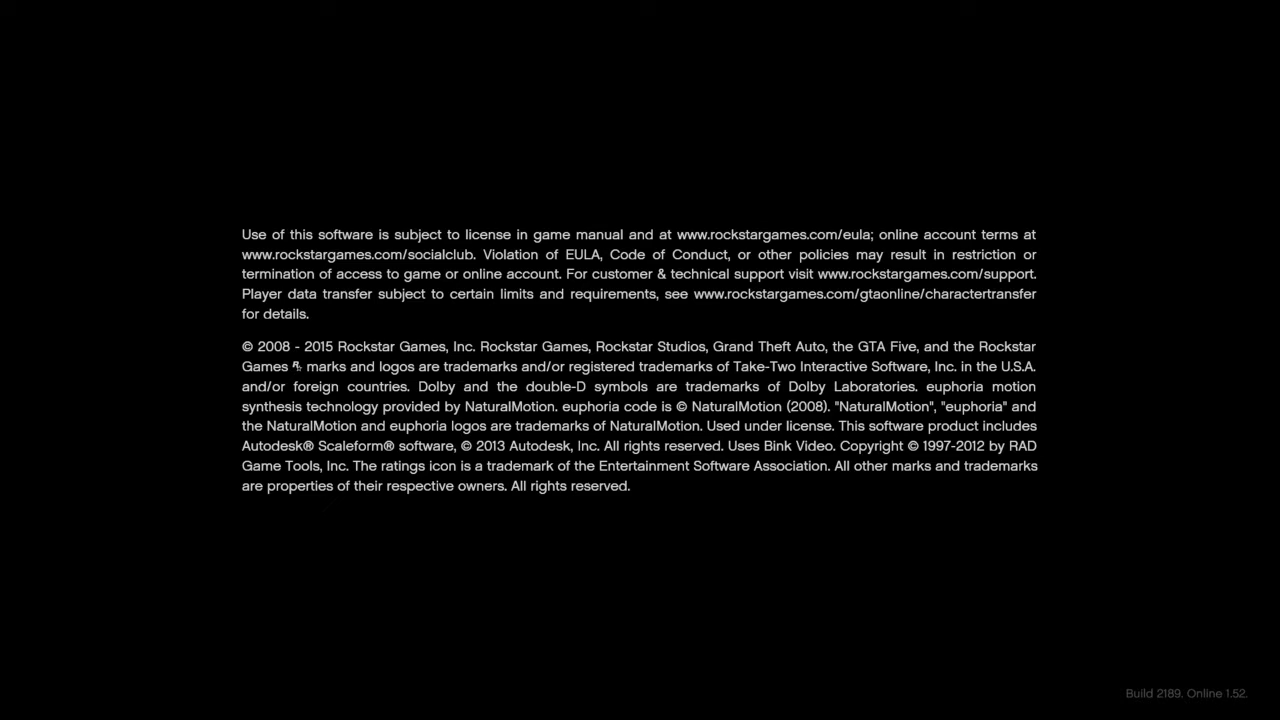 Use of this software is subject to license in game manual and at www.rockstargames.com/eula; online account terms at
www.rockstargames.com/socialclub. Violation of EULA, Code of Conduct, or other policies may result in restriction or
termination of access to game or online account. For customer & technical support visit www.rockstargames.com/support.
Player data transfer subject to certain limits and requirements, see www.rockstargames.com/gtaonline/charactertransfer
for details.
© 2008 - 2015 Rockstar Games, Inc. Rockstar Games, Rockstar Studios, Grand Theft Auto, the GTA Five, and the Rockstar
Games R* marks and logos are trademarks and/or registered trademarks of Take-Two Interactive Software, Inc. in the U.S.A.
and/or foreign countries. Dolby and the double-D symbols are trademarks of Dolby Laboratories. euphoria motion
synthesis technology provided by NaturalMotion. euphoria code is © NaturalMotion (2008). "NaturalMotion", "euphoria" and
the NaturalMotion and euphoria logos are trademarks of NaturalMotion. Used under license. This software product includes
Autodesk® Scaleform® software, © 2013 Autodesk, Inc. All rights reserved. Uses Bink Video. Copyright © 1997-2012 by RAD
Game Tools, Inc. The ratings icon is a trademark of the Entertainment Software Association. All other marks and trademarks
are properties of their respective owners. All rights reserved.
Build 2189. Online 1.52.